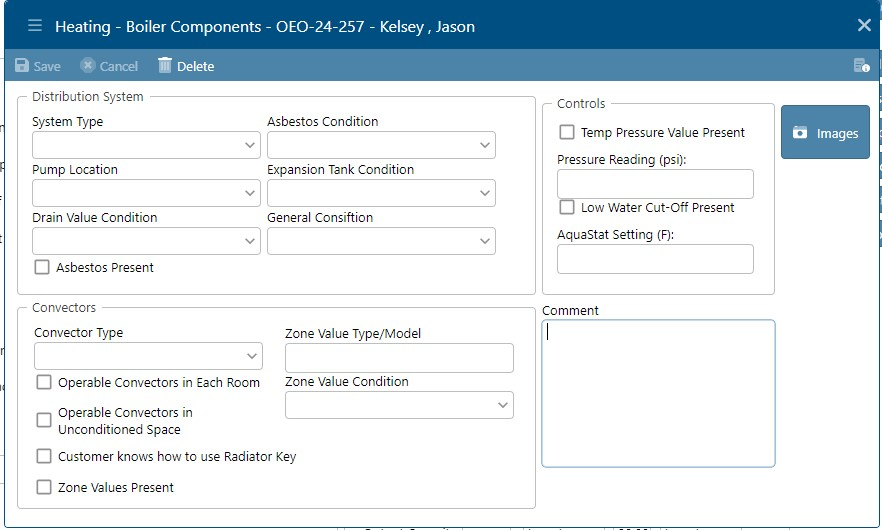 Heating - Boiler Components - OEO-24-257 - Kelsey , Jason
Save Cancel Delete
Distribution System
System Type
Asbestos Condition
Pump Location
Expansion Tank Condition
Drain Value Condition
General Consiftion
Asbestos Present
Controls
Temp Pressure Value Present
Pressure Reading (psi):
Low Water Cut-Off Present
AquaStat Setting (F):
Images
Convectors
Convector Type
Zone Value Type/Model
Operable Convectors in Each Room
Zone Value Condition
Operable Convectors in
Unconditioned Space
Customer knows how to use Radiator Key
Zone Values Present
Comment